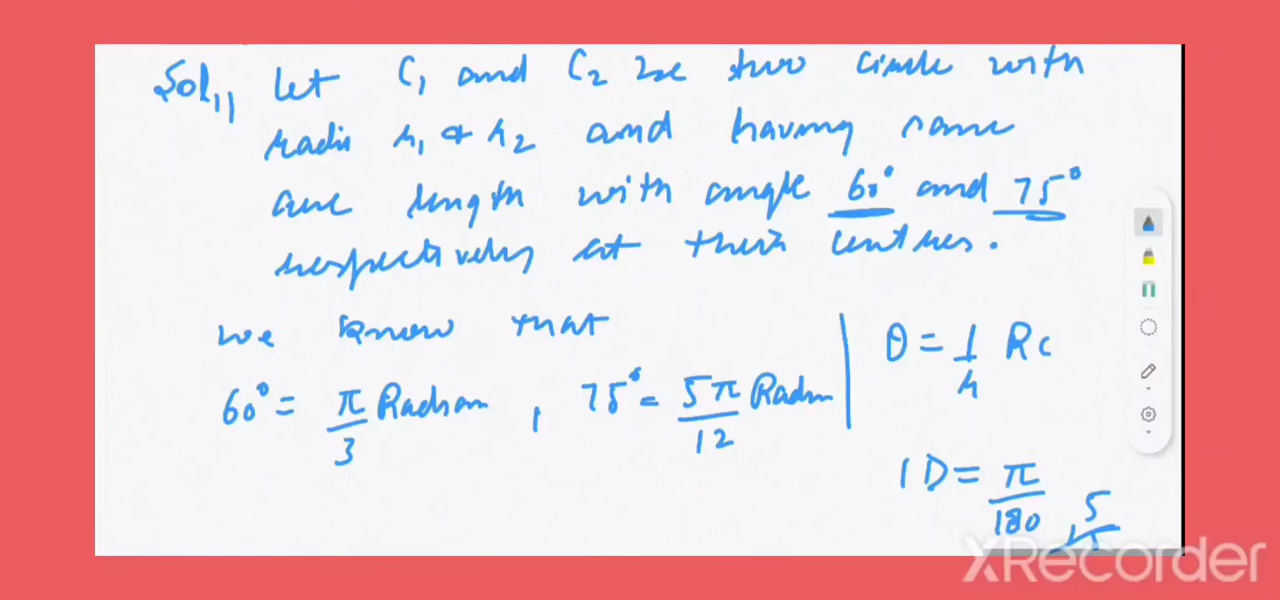 Sol,, Let C₁ and C₂ be two circle with
radii r₁ & r₂ and having same
arc length with angle 60° and 75°
respectively at their centres.
we know that
θ = l/r Rc
60° = π/3 Radian , 75° = 5π/12 Radian
1D = π/180
5
XRecorder